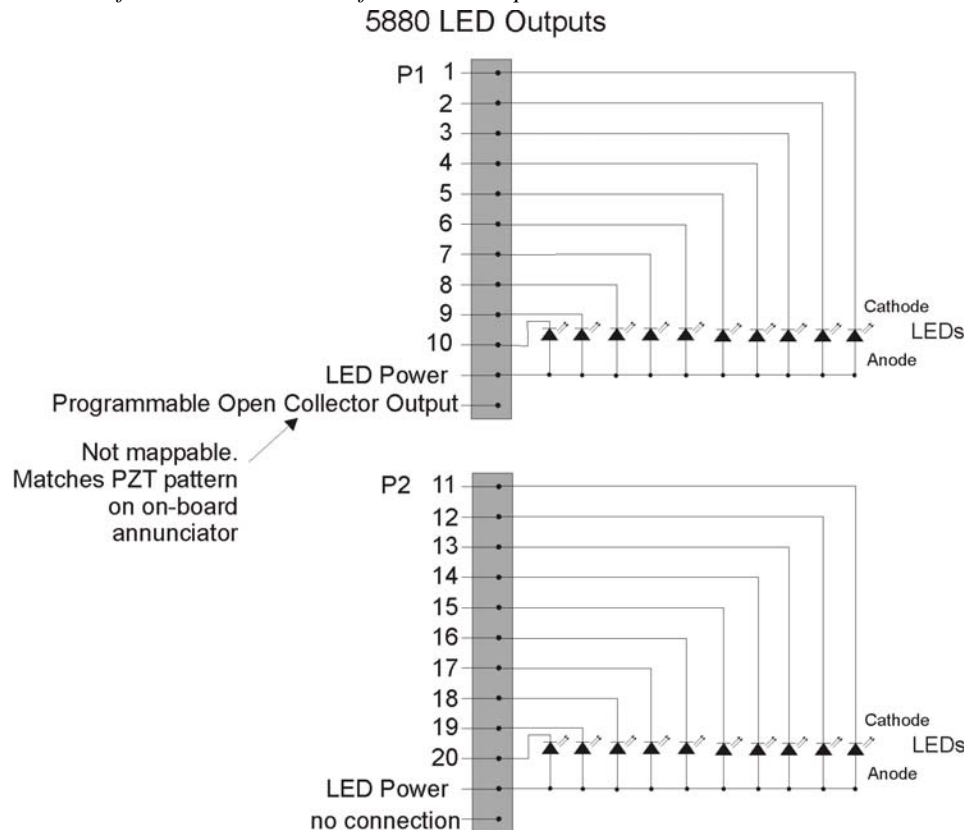 5880 LED Outputs
P1 1
2
3
4
5
6
7
8
9
10
Cathode
LEDs
Anode
LED Power
Programmable Open Collector Output
Not mappable.
Matches PZT pattern
on on-board
annunciator
P2 11
12
13
14
15
16
17
18
19
20
Cathode
LEDs
Anode
LED Power
no connection